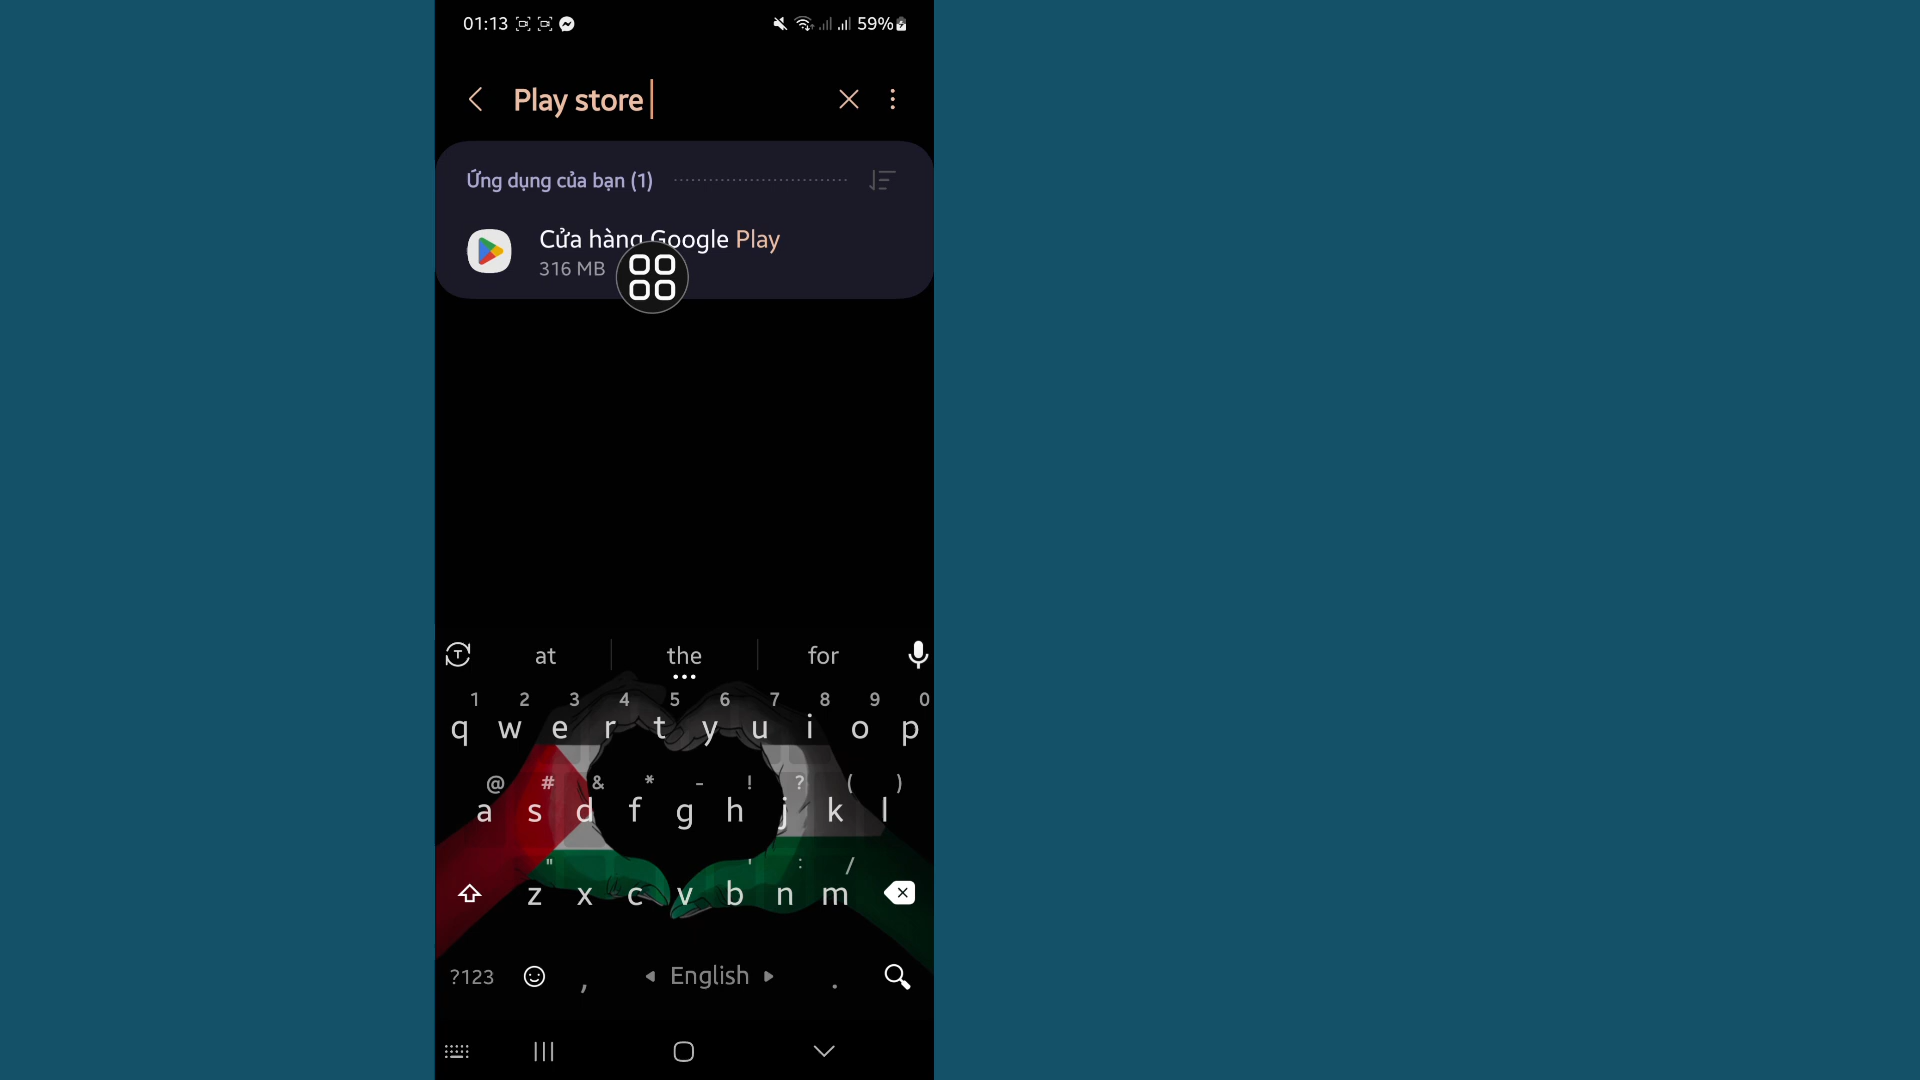 01:13 59%
Play store
Ứng dụng của bạn (1)
Cửa hàng Google Play
316 MB
at the for
1 2 3 4 5 6 7 8 9 0
q w e r t y u i o p
@ # & * - ! ? ( )
a s d f g h j k l
" ' : /
z x c v b n m
?123 , English .